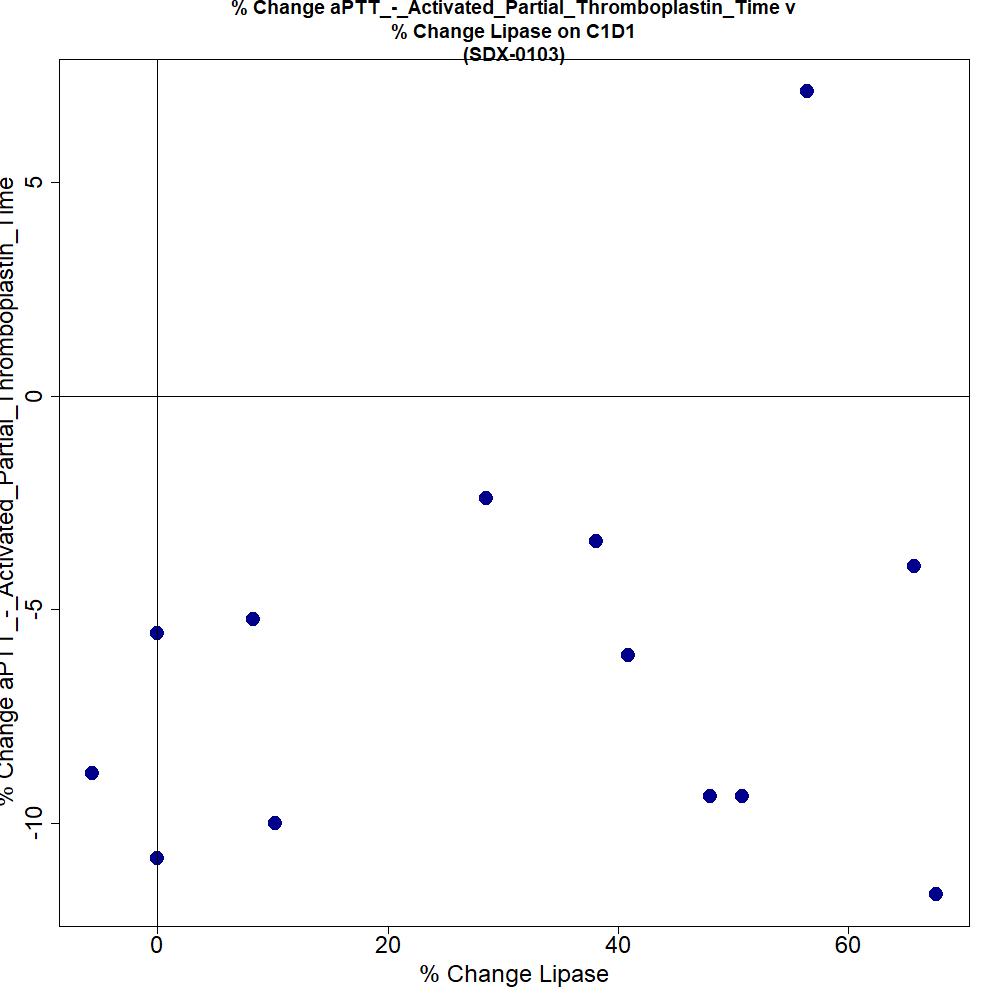 % Change aPTT_-_Activated_Partial_Thromboplastin_Time v
% Change Lipase on C1D1
(SDX-0103)
% Change aPTT_-_Activated_Partial_Thromboplastin_Time
5
0
-5
-10
0
20
40
60
% Change Lipase